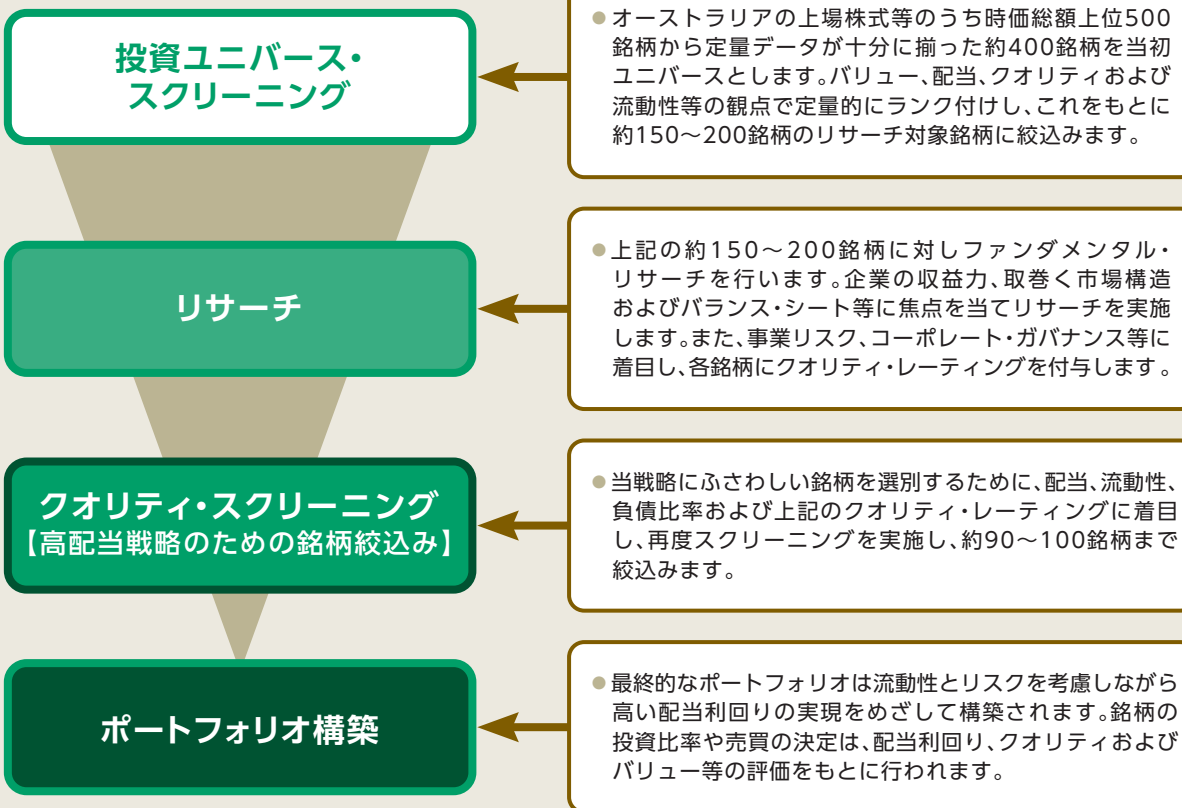 投資ユニバース・
スクリーニング
●オーストラリアの上場株式等のうち時価総額上位500
銘柄から定量データが十分に揃った約400銘柄を当初
ユニバースとします。バリュー、配当、クオリティおよび
流動性等の観点で定量的にランク付けし、これをもとに
約150～200銘柄のリサーチ対象銘柄に絞込みます。
リサーチ
●上記の約150～200銘柄に対しファンダメンタル・
リサーチを行います。企業の収益力、取巻く市場構造
およびバランス・シート等に焦点を当てリサーチを実施
します。また、事業リスク、コーポレート・ガバナンス等に
着目し、各銘柄にクオリティ・レーティングを付与します。
クオリティ・スクリーニング
【高配当戦略のための銘柄絞込み】
●当戦略にふさわしい銘柄を選別するために、配当、流動性、
負債比率および上記のクオリティ・レーティングに着目
し、再度スクリーニングを実施し、約90～100銘柄まで
絞込みます。
ポートフォリオ構築
●最終的なポートフォリオは流動性とリスクを考慮しながら
高い配当利回りの実現をめざして構築されます。銘柄の
投資比率や売買の決定は、配当利回り、クオリティおよび
バリュー等の評価をもとに行われます。